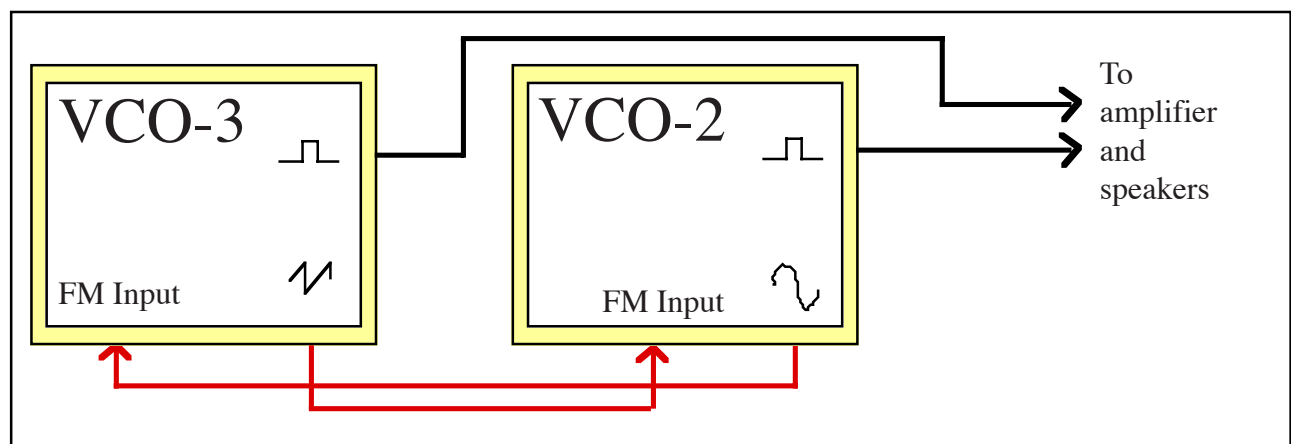 VCO-3
FM Input
VCO-2
FM Input
To
amplifier
and
speakers